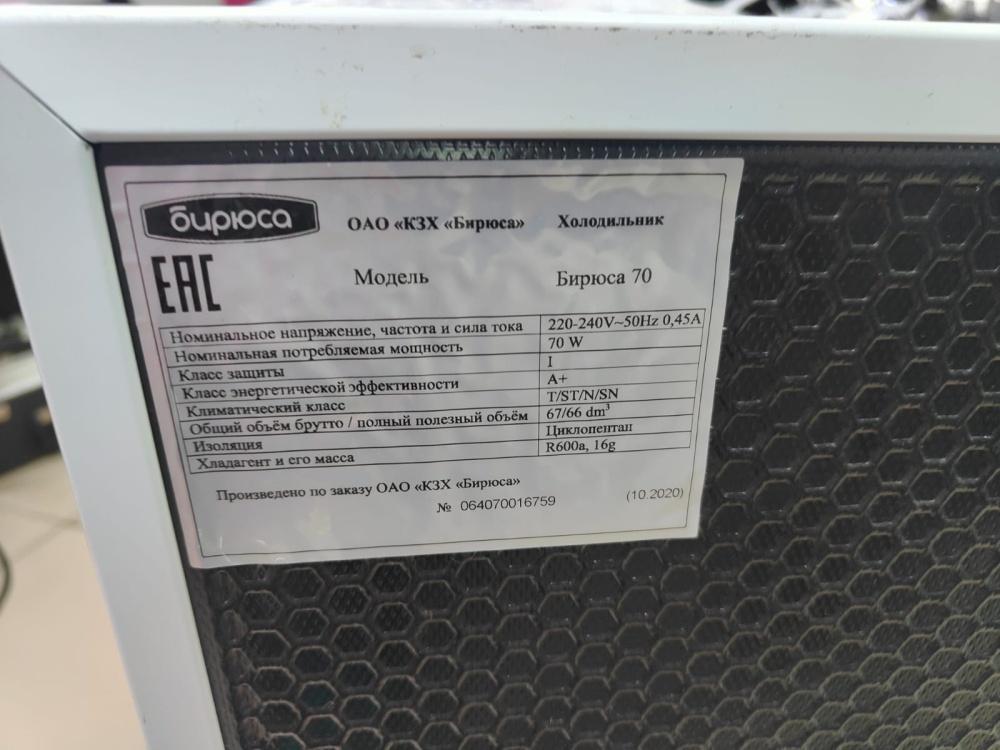 бирюса
ОАО «КЗХ «Бирюса» Холодильник
EAC
Модель Бирюса 70
Номинальное напряжение, частота и сила тока 220-240V~50Hz 0,45A
Номинальная потребляемая мощность 70 W
Класс защиты I
Класс энергетической эффективности A+
Климатический класс T/ST/N/SN
Общий объём брутто / полный полезный объём 67/66 dm³
Изоляция Циклопентан
Хладагент и его масса R600a, 16g
Произведено по заказу ОАО «КЗХ «Бирюса»
№ 064070016759 (10.2020)